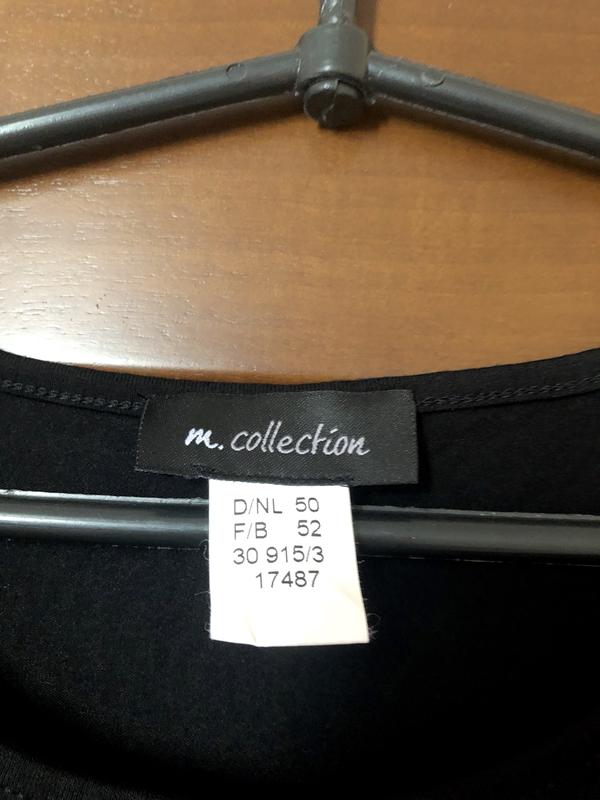 m. collection
D/NL 50
F/B 52
30 915/3
17487